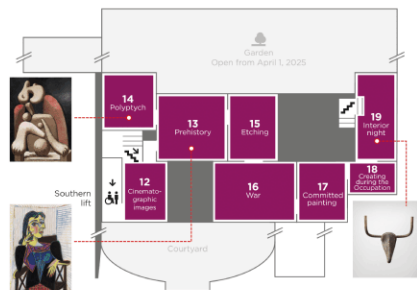 Garden
Open from April 1, 2025
14
Polyptych
13
Prehistory
15
Etching
19
Interior
night
Southern
lift
12
Cinemato-
graphic
images
16
War
17
Committed
painting
18
Creating
during the
Occupation
Courtyard